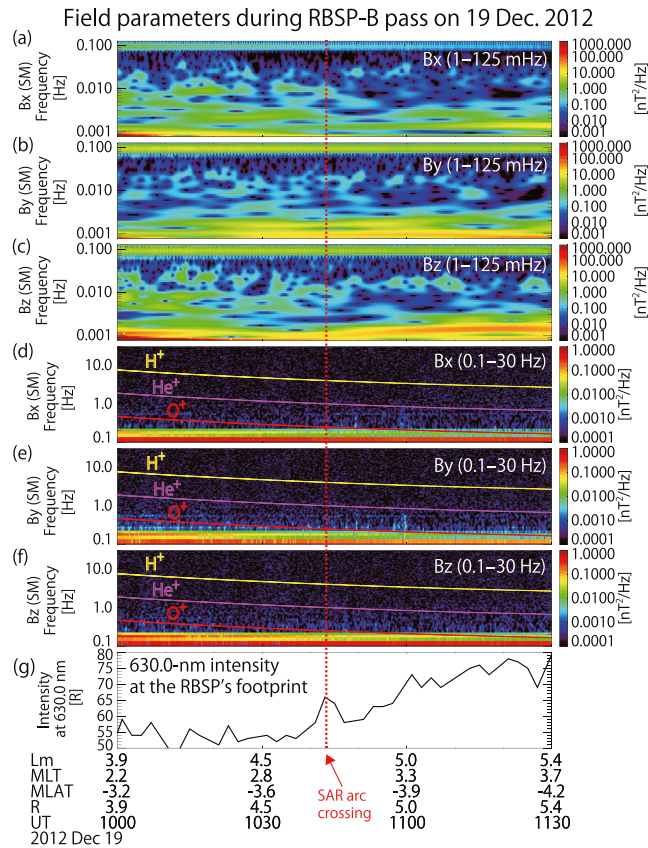 Field parameters during RBSP-B pass on 19 Dec. 2012
(a)
Bx (SM)
Frequency
[Hz]
0.100
0.010
0.001
Bx (1–125 mHz)
1000.000
100.000
10.000
1.000
0.100
0.010
0.001
[nT²/Hz]
(b)
By (SM)
Frequency
[Hz]
0.100
0.010
0.001
By (1–125 mHz)
1000.000
100.000
10.000
1.000
0.100
0.010
0.001
[nT²/Hz]
(c)
Bz (SM)
Frequency
[Hz]
0.100
0.010
0.001
Bz (1–125 mHz)
1000.000
100.000
10.000
1.000
0.100
0.010
0.001
[nT²/Hz]
(d)
Bx (SM)
Frequency
[Hz]
10.0
1.0
0.1
H⁺
He⁺
O⁺
Bx (0.1–30 Hz)
1.0000
0.1000
0.0100
0.0010
0.0001
[nT²/Hz]
(e)
By (SM)
Frequency
[Hz]
10.0
1.0
0.1
H⁺
He⁺
O⁺
By (0.1–30 Hz)
1.0000
0.1000
0.0100
0.0010
0.0001
[nT²/Hz]
(f)
Bz (SM)
Frequency
[Hz]
10.0
1.0
0.1
H⁺
He⁺
O⁺
Bz (0.1–30 Hz)
1.0000
0.1000
0.0100
0.0010
0.0001
[nT²/Hz]
(g)
Intensity
at 630.0 nm
[R]
80
75
70
65
60
55
50
630.0-nm intensity
at the RBSP's footprint
Lm 3.9 4.5 5.0 5.4
MLT 2.2 2.8 3.3 3.7
MLAT -3.2 -3.6 -3.9 -4.2
R 3.9 4.5 5.0 5.4
UT 1000 1030 1100 1130
2012 Dec 19
SAR arc
crossing